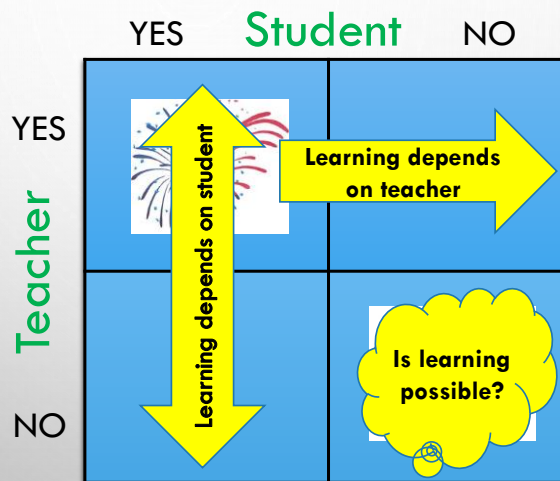 YES Student NO
YES
Teacher
NO
Learning depends on student
Learning depends
on teacher
Is learning
possible?